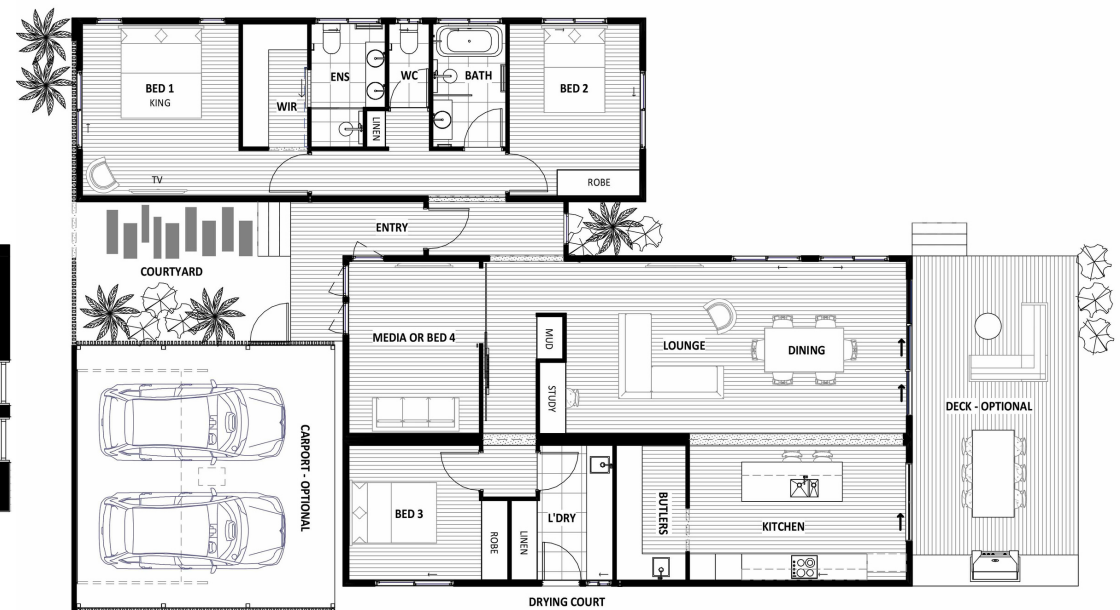 BED 1
KING
WIR
ENS
WC
BATH
BED 2
LINEN
TV
ROBE
ENTRY
COURTYARD
MEDIA OR BED 4
MUD
LOUNGE
DINING
STUDY
DECK - OPTIONAL
CARPORT - OPTIONAL
BED 3
ROBE
LINEN
L'DRY
BUTLERS
KITCHEN
DRYING COURT